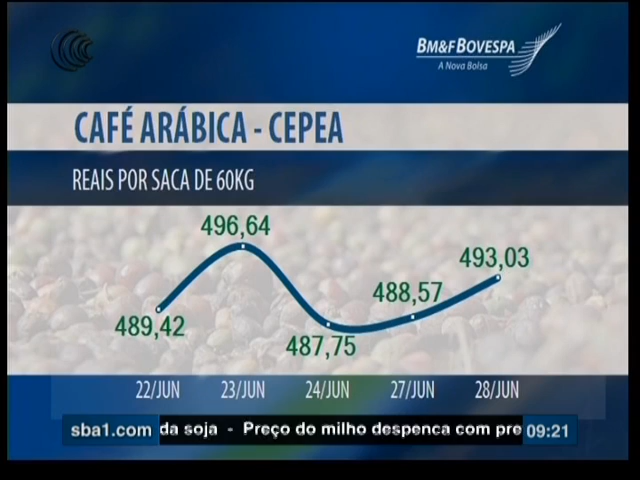 BM&FBOVESPA
A Nova Bolsa
CAFÉ ARÁBICA - CEPEA
REAIS POR SACA DE 60KG
496,64
493,03
488,57
489,42
487,75
22/JUN 23/JUN 24/JUN 27/JUN 28/JUN
sba1.com da soja - Preço do milho despenca com pre 09:21